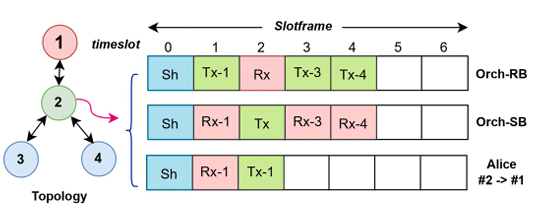 Slotframe
timeslot 0 1 2 3 4 5 6
1
Sh Tx-1 Rx Tx-3 Tx-4 Orch-RB
2
Sh Rx-1 Tx Rx-3 Rx-4 Orch-SB
3 4
Sh Rx-1 Tx-1 Alice
#2 -> #1
Topology